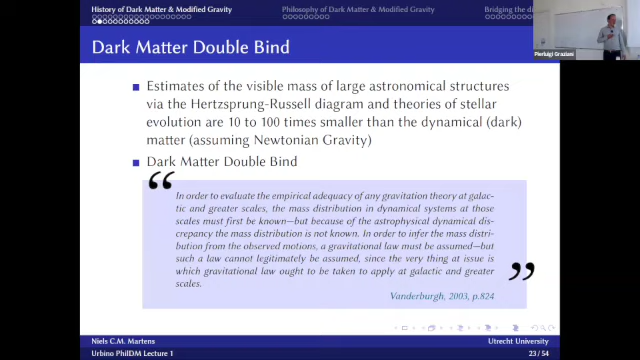 History of Dark Matter & Modified Gravity
Philosophy of Dark Matter & Modified Gravity
Bridging the di
Dark Matter Double Bind
Pierluigi Graziani
Estimates of the visible mass of large astronomical structures
via the Hertzsprung-Russell diagram and theories of stellar
evolution are 10 to 100 times smaller than the dynamical (dark)
matter (assuming Newtonian Gravity)
Dark Matter Double Bind
“
In order to evaluate the empirical adequacy of any gravitation theory at galac-
tic and greater scales, the mass distribution in dynamical systems at those
scales must first be known–but because of the astrophysical dynamical dis-
crepancy the mass distribution is not known. In order to infer the mass dis-
tribution from the observed motions, a gravitational law must be assumed–but
such a law cannot legitimately be assumed, since the very thing at issue is
which gravitational law ought to be taken to apply at galactic and greater
scales.
”
Vanderburgh, 2003, p.824
Niels C.M. Martens
Utrecht University
Urbino PhilDM Lecture 1
23 / 54